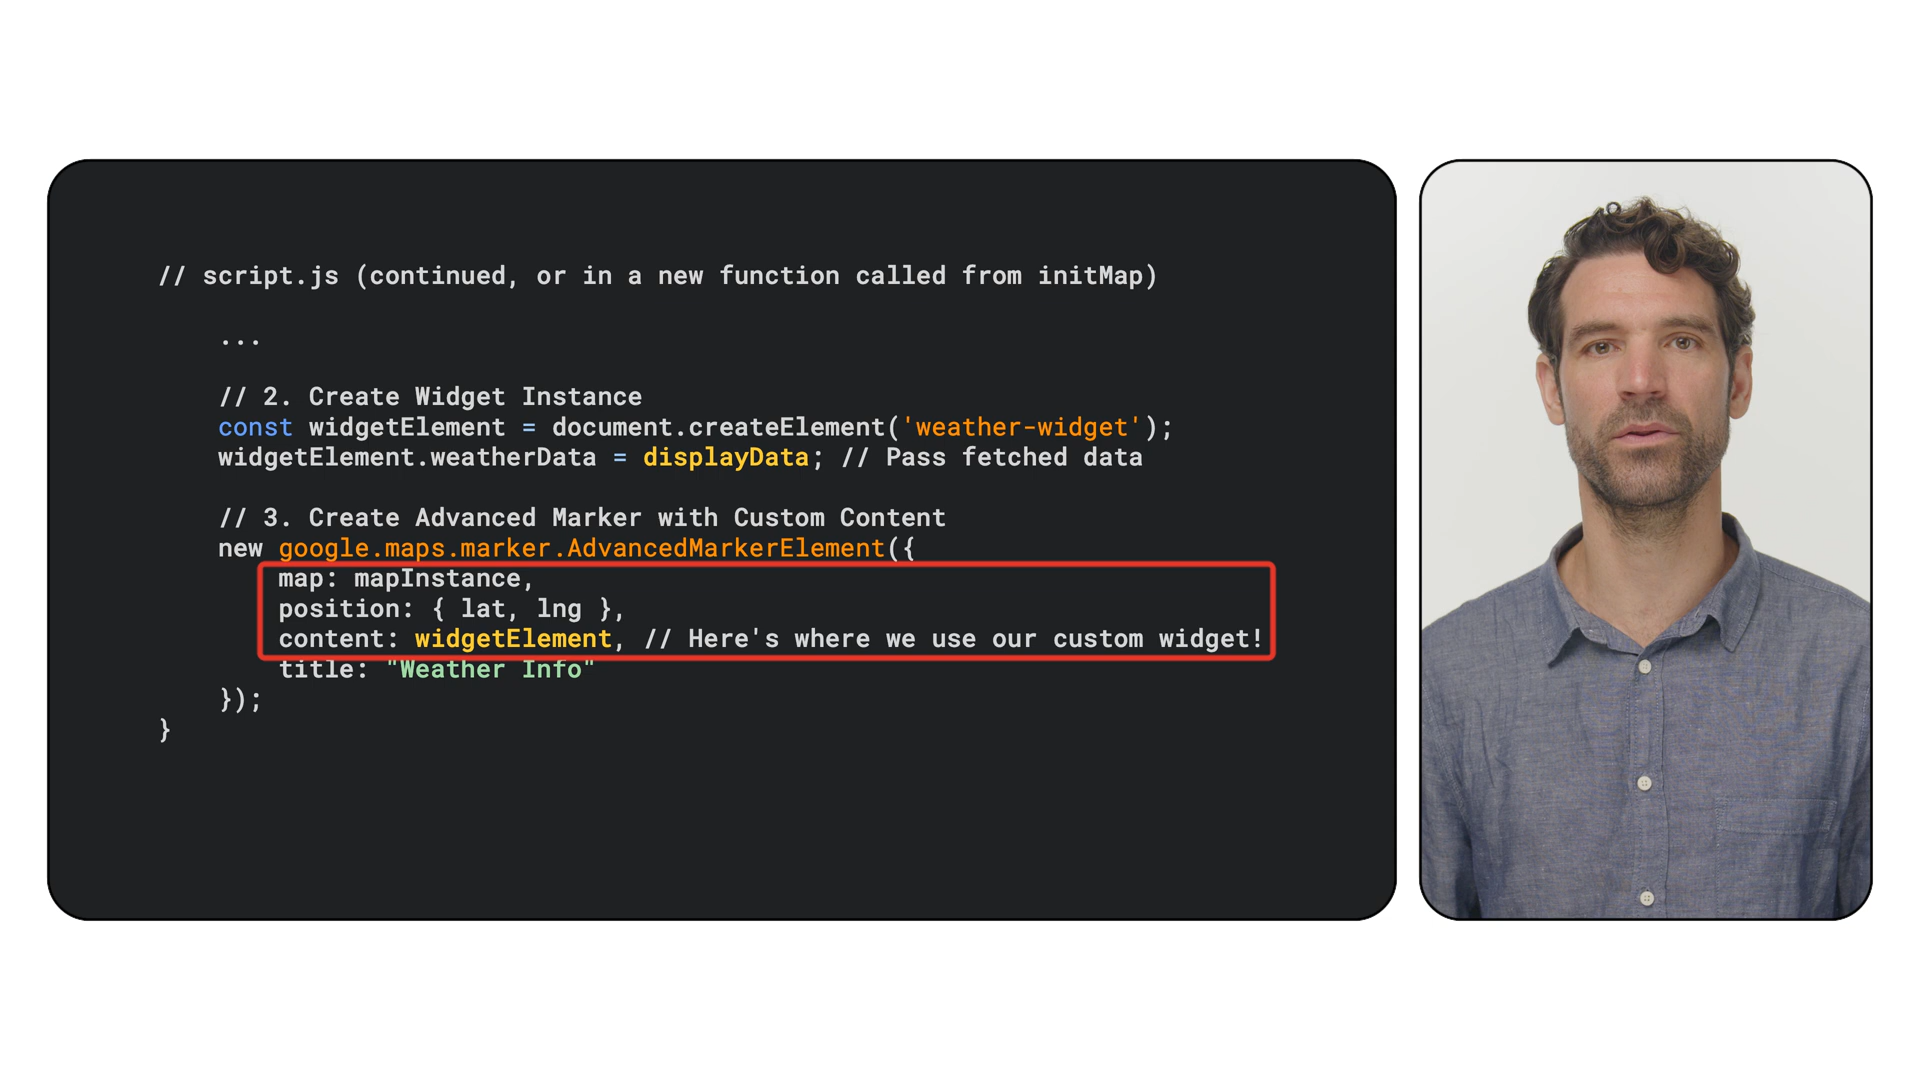 // script.js (continued, or in a new function called from initMap)
...
// 2. Create Widget Instance
const widgetElement = document.createElement('weather-widget');
widgetElement.weatherData = displayData; // Pass fetched data
// 3. Create Advanced Marker with Custom Content
new google.maps.marker.AdvancedMarkerElement({
map: mapInstance,
position: { lat, lng },
content: widgetElement, // Here's where we use our custom widget!
title: "Weather Info"
});
}